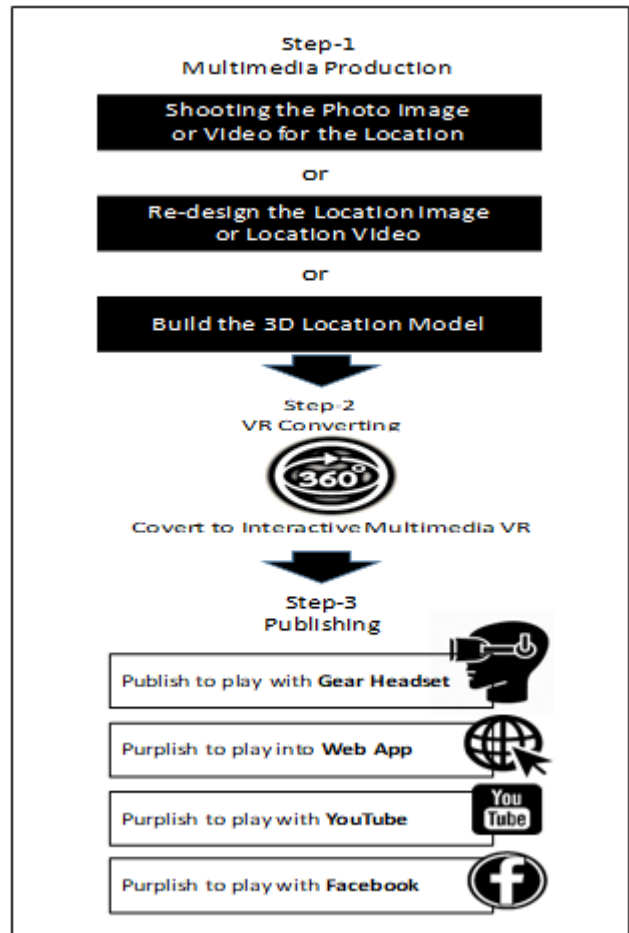 Step-1
Multimedia Production
Shooting the Photo Image
or Video for the Location
or
Re-design the Location Image
or Location Video
or
Build the 3D Location Model
Step-2
VR Converting
360°
Covert to Interactive Multimedia VR
Step-3
Publishing
Publish to play with Gear Headset
Purplish to play into Web App
You
Tube
Purplish to play with YouTube
Purplish to play with Facebook
f